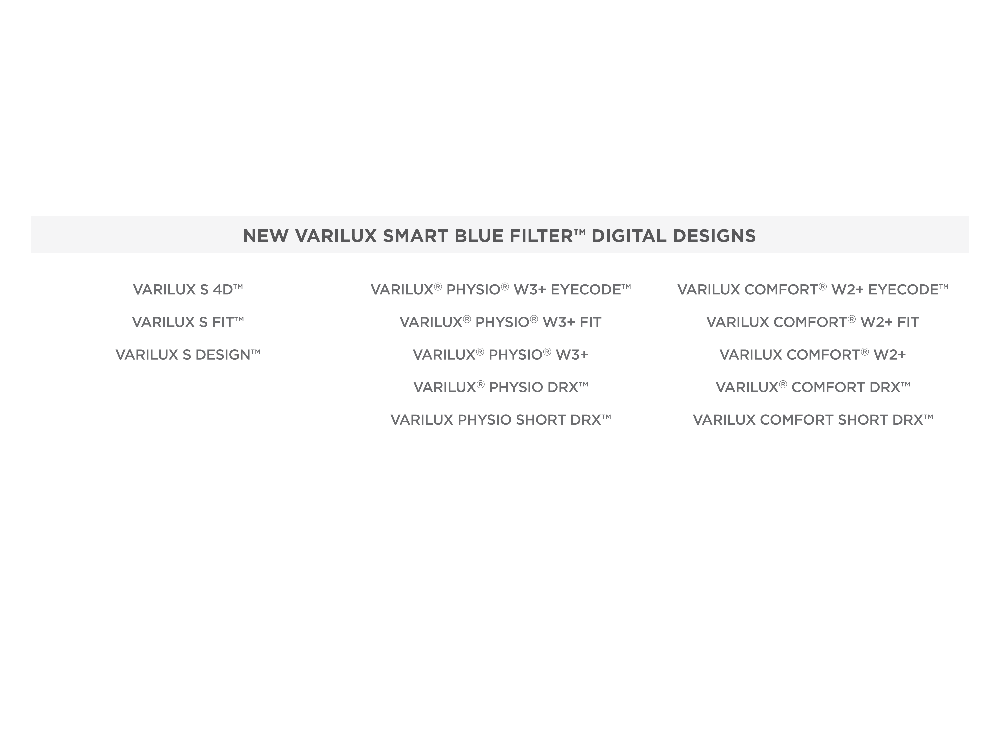 NEW VARILUX SMART BLUE FILTER™ DIGITAL DESIGNS
VARILUX S 4D™
VARILUX S FIT™
VARILUX S DESIGN™
VARILUX® PHYSIO® W3+ EYECODE™
VARILUX® PHYSIO® W3+ FIT
VARILUX® PHYSIO® W3+
VARILUX® PHYSIO DRX™
VARILUX PHYSIO SHORT DRX™
VARILUX COMFORT® W2+ EYECODE™
VARILUX COMFORT® W2+ FIT
VARILUX COMFORT® W2+
VARILUX® COMFORT DRX™
VARILUX COMFORT SHORT DRX™